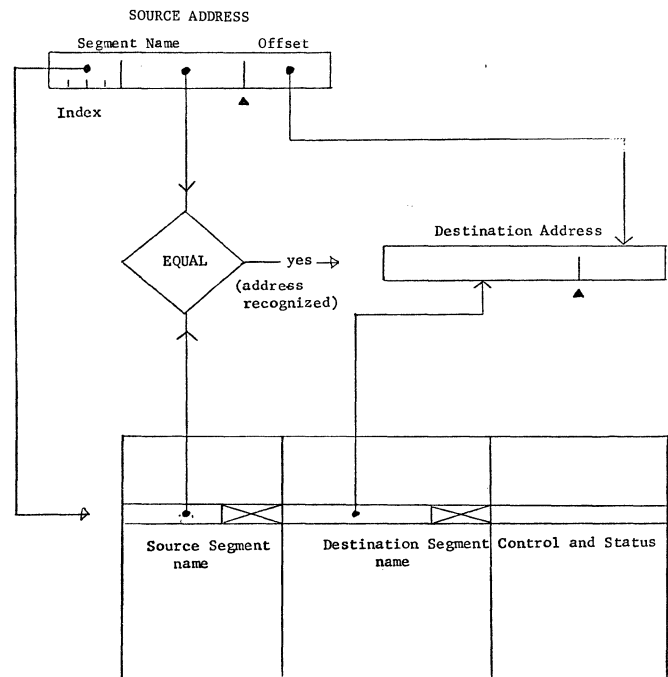 SOURCE ADDRESS
Segment Name Offset
Index
Destination Address
EQUAL
yes
(address
recognized)
Source Segment
name
Destination Segment
name
Control and Status